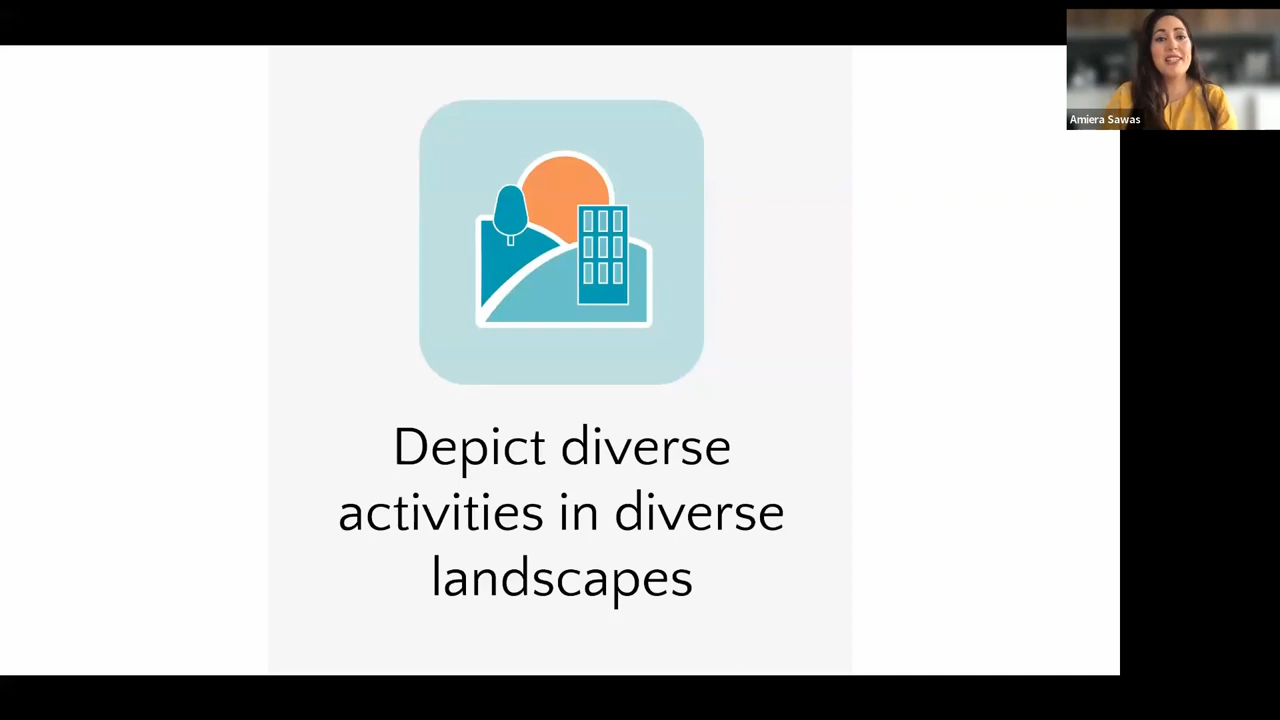 Amiera Sawas
Depict diverse
activities in diverse
landscapes